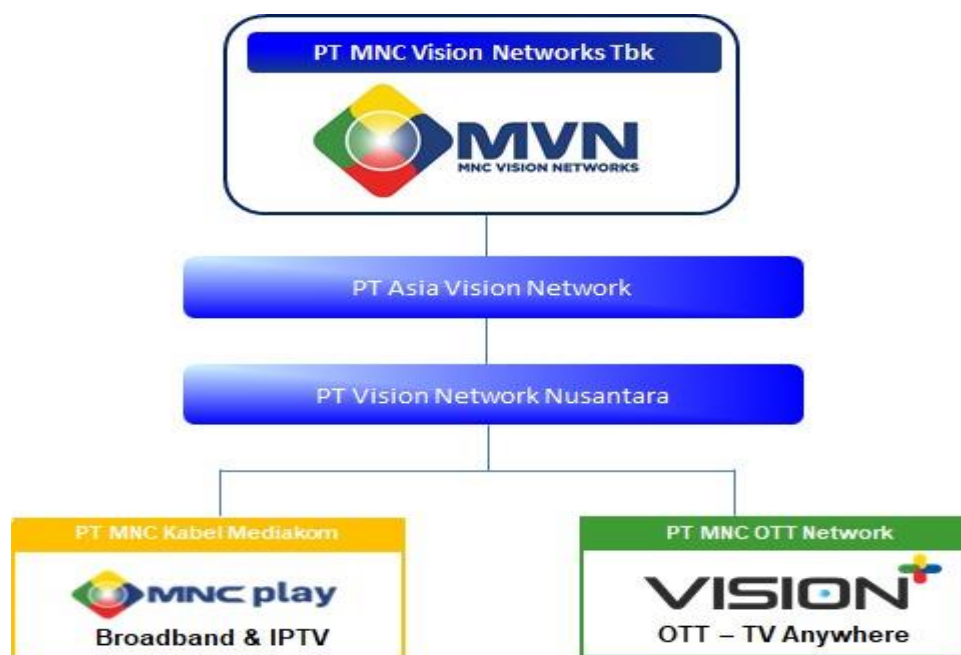 PT MNC Vision Networks Tbk
MVN
MNC VISION NETWORKS
PT Asia Vision Network
PT Vision Network Nusantara
PT MNC Kabel Mediakom
MNC play
Broadband & IPTV
PT MNC OTT Network
VISION+
OTT – TV Anywhere